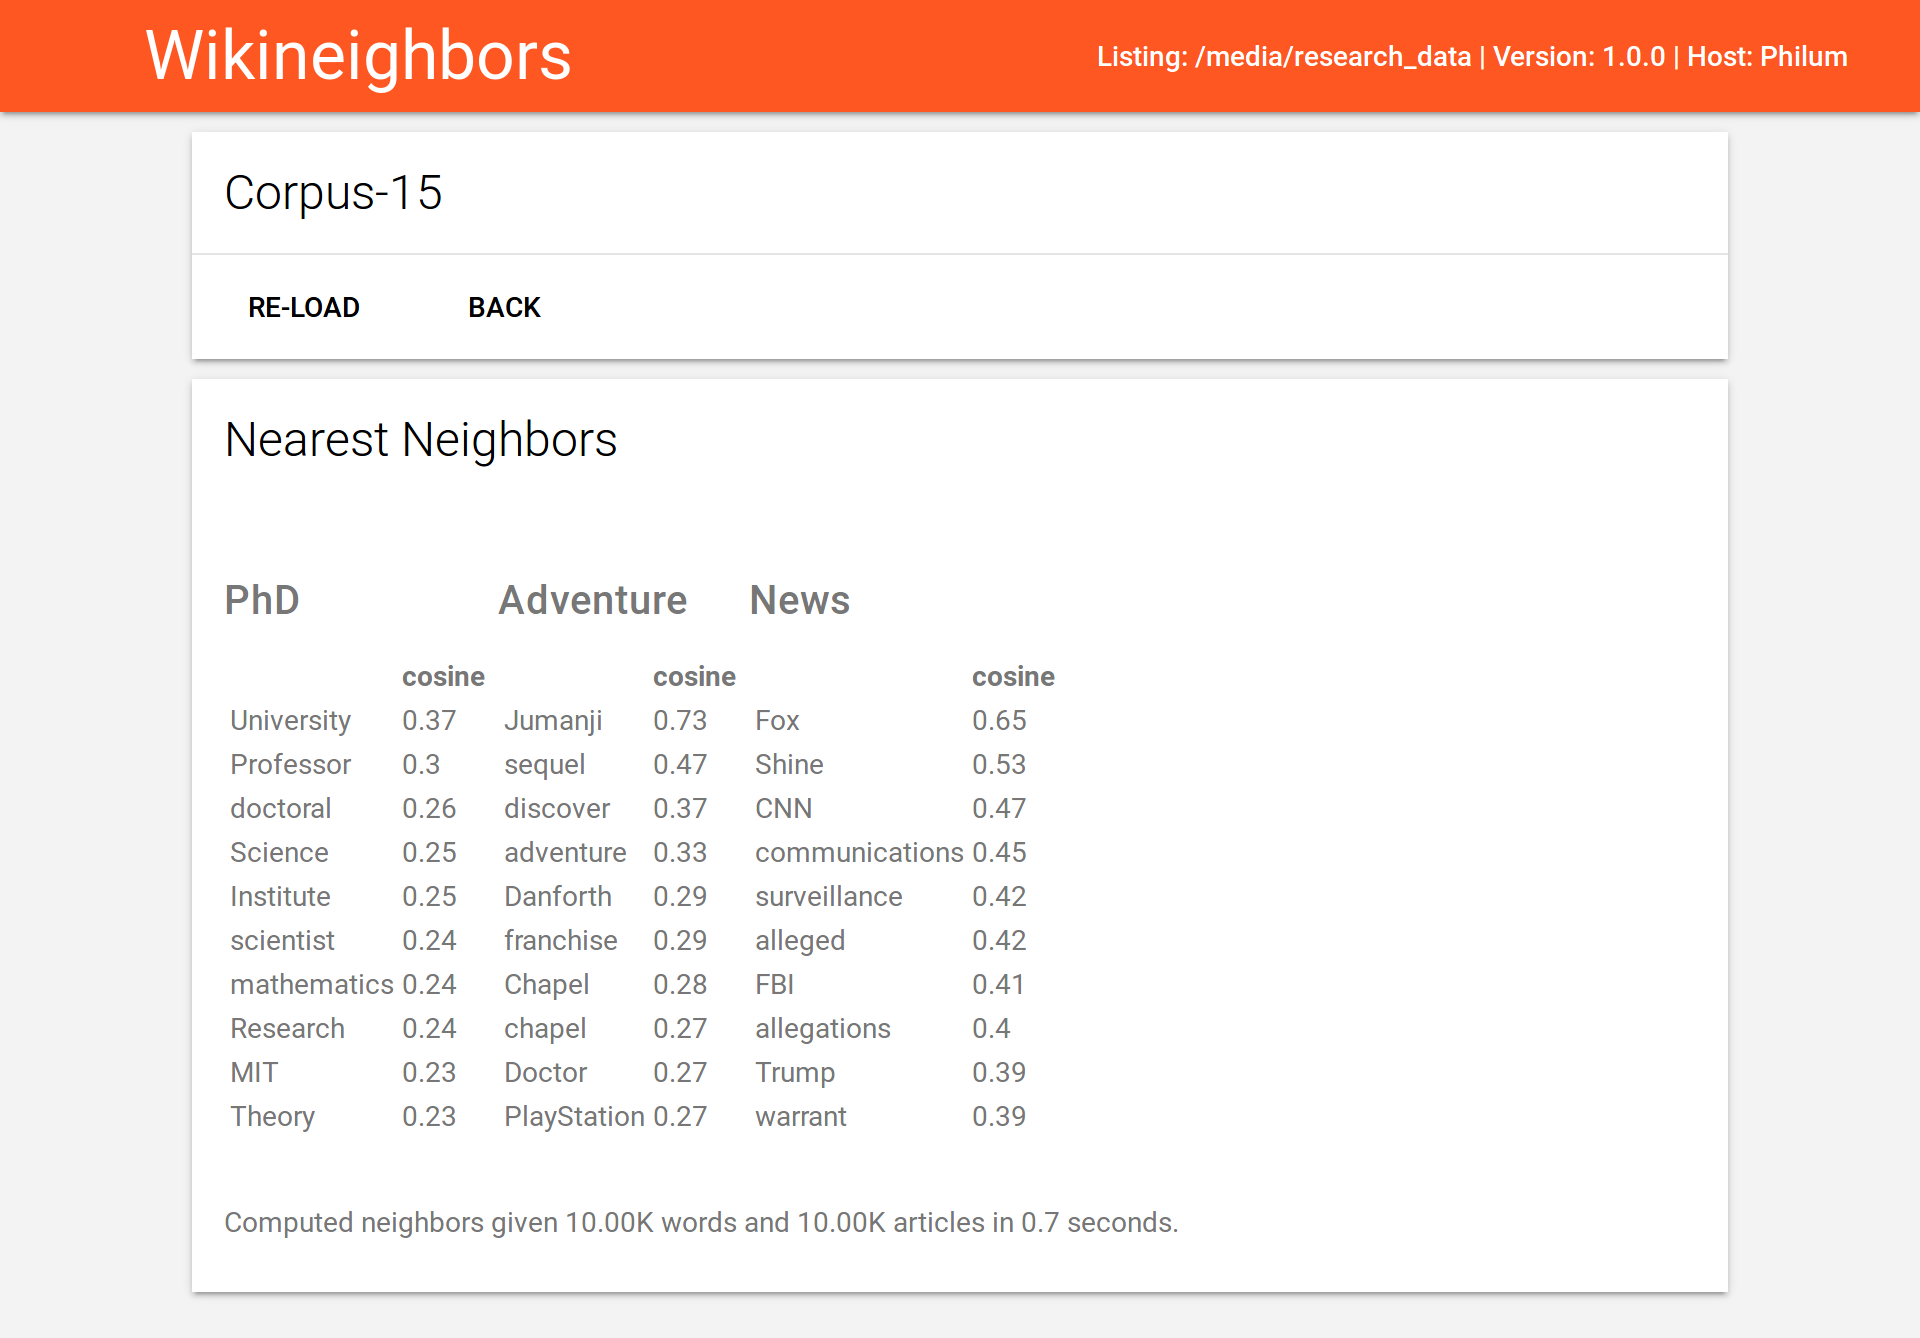 Wikineighbors
Listing: /media/research_data | Version: 1.0.0 | Host: Philum
Corpus-15
RE-LOAD BACK
Nearest Neighbors
PhD Adventure News
cosine cosine cosine
University 0.37 Jumanji 0.73 Fox 0.65
Professor 0.3 sequel 0.47 Shine 0.53
doctoral 0.26 discover 0.37 CNN 0.47
Science 0.25 adventure 0.33 communications 0.45
Institute 0.25 Danforth 0.29 surveillance 0.42
scientist 0.24 franchise 0.29 alleged 0.42
mathematics 0.24 Chapel 0.28 FBI 0.41
Research 0.24 chapel 0.27 allegations 0.4
MIT 0.23 Doctor 0.27 Trump 0.39
Theory 0.23 PlayStation 0.27 warrant 0.39
Computed neighbors given 10.00K words and 10.00K articles in 0.7 seconds.